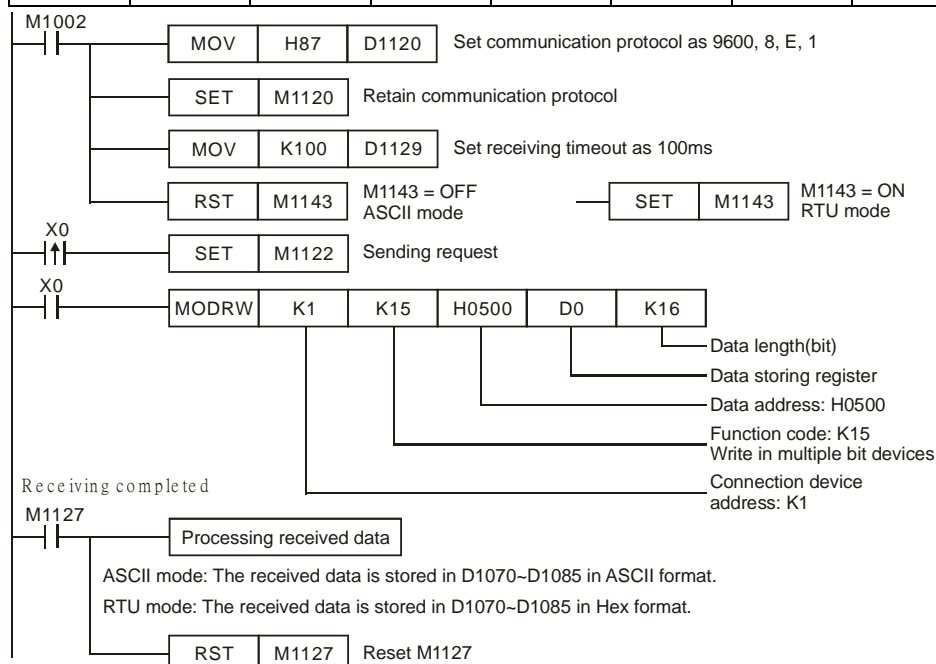 M1002
MOV H87 D1120 Set communication protocol as 9600, 8, E, 1
SET M1120 Retain communication protocol
MOV K100 D1129 Set receiving timeout as 100ms
RST M1143 M1143 = OFF
ASCII mode
SET M1143 M1143 = ON
RTU mode
X0
SET M1122 Sending request
X0
MODRW K1 K15 H0500 D0 K16
Data length(bit)
Data storing register
Data address: H0500
Function code: K15
Write in multiple bit devices
Connection device
address: K1
Receiving completed
M1127
Processing received data
ASCII mode: The received data is stored in D1070~D1085 in ASCII format.
RTU mode: The received data is stored in D1070~D1085 in Hex format.
RST M1127 Reset M1127